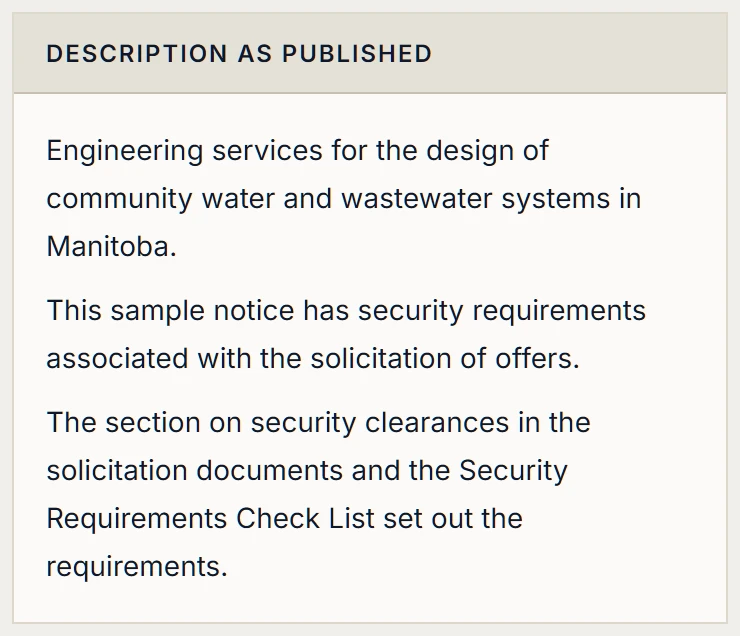 DESCRIPTION AS PUBLISHED
Engineering services for the design of
community water and wastewater systems in
Manitoba.
This sample notice has security requirements
associated with the solicitation of offers.
The section on security clearances in the
solicitation documents and the Security
Requirements Check List set out the
requirements.